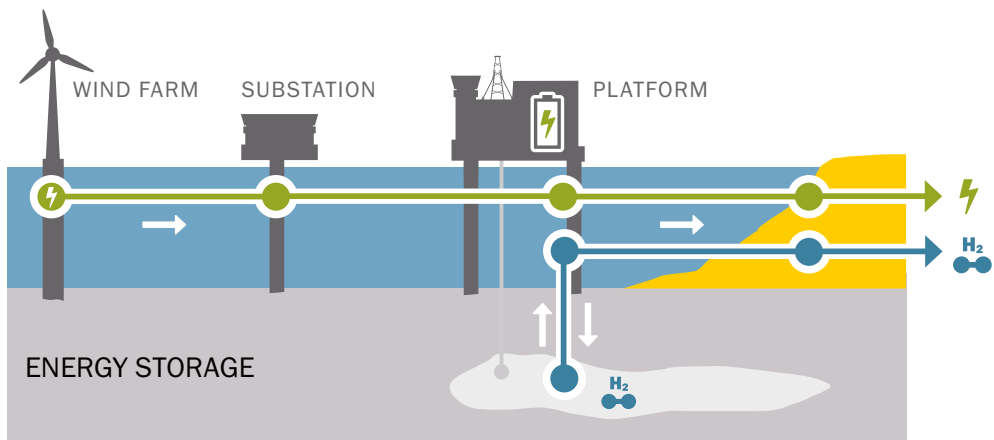 WIND FARM
SUBSTATION
PLATFORM
H₂
ENERGY STORAGE
H₂